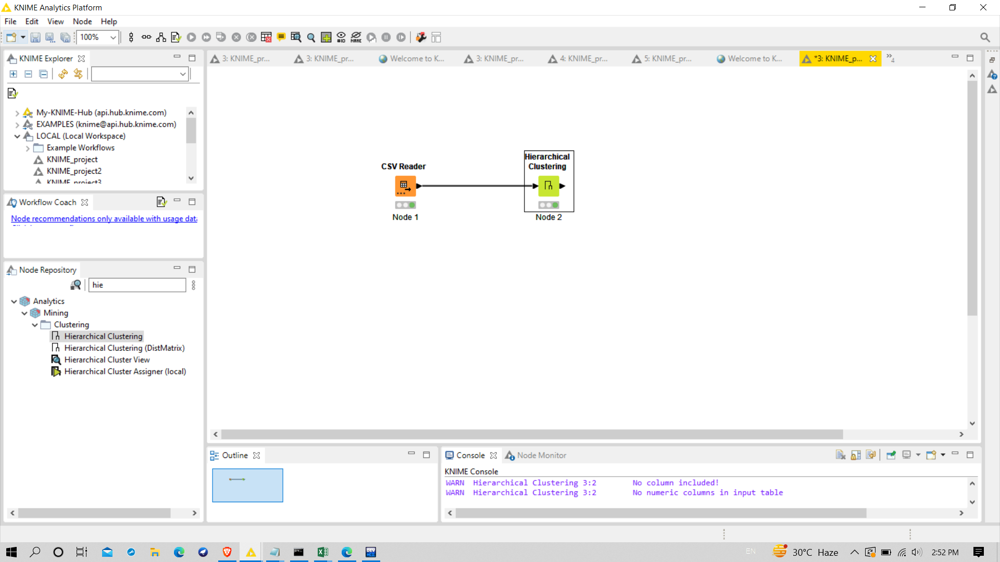 KNIME Analytics Platform
File Edit View Node Help
100%
#ID
NAME
KNIME Explorer
3: KNIME_pr...
3: KNIME_pr...
Welcome to K...
3: KNIME_pr...
4: KNIME_pr...
5: KNIME_pr...
Welcome to K...
*3: KNIME_p...
4
My-KNIME-Hub (api.hub.knime.com)
EXAMPLES (knime@api.hub.knime.com)
LOCAL (Local Workspace)
Example Workflows
KNIME_project
KNIME_project2
KNIME_project3
Workflow Coach
Node recommendations only available with usage data
Node Repository
hie
Analytics
Mining
Clustering
Hierarchical Clustering
Hierarchical Clustering (DistMatrix)
Hierarchical Cluster View
Hierarchical Cluster Assigner (local)
CSV Reader
Node 1
Hierarchical
Clustering
Node 2
Outline
Console
Node Monitor
KNIME Console
WARN Hierarchical Clustering 3:2 No column included!
WARN Hierarchical Clustering 3:2 No numeric columns in input table
DEV
EN
30°C Haze
2:52 PM